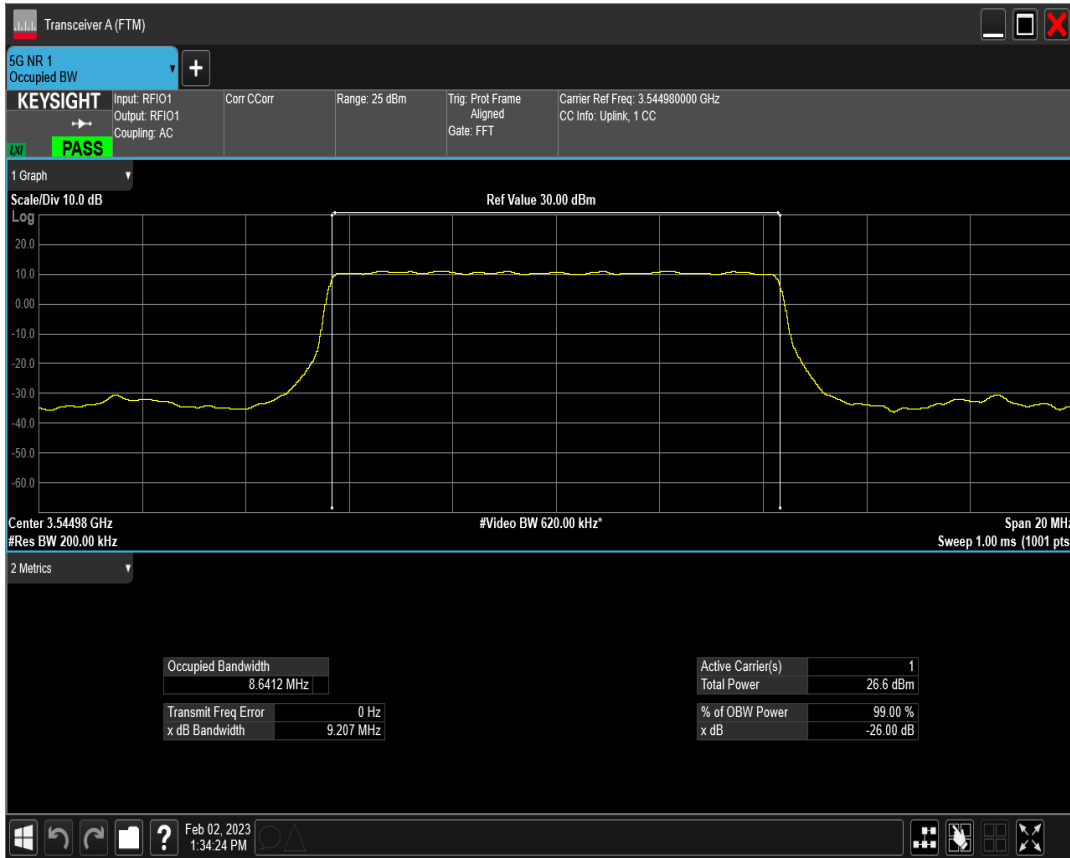 Transceiver A (FTM)
5G NR 1
Occupied BW
+
KEYSIGHT
LXI
PASS
Input: RFIO1
Output: RFIO1
Coupling: AC
Corr CCorr
Range: 25 dBm
Trig: Prot Frame
Aligned
Gate: FFT
Carrier Ref Freq: 3.544980000 GHz
CC Info: Uplink, 1 CC
1 Graph
Scale/Div 10.0 dB
Ref Value 30.00 dBm
Log
20.0
10.0
0.00
-10.0
-20.0
-30.0
-40.0
-50.0
-60.0
Center 3.54498 GHz
#Video BW 620.00 kHz*
Span 20 MHz
#Res BW 200.00 kHz
Sweep 1.00 ms (1001 pts
2 Metrics
Occupied Bandwidth
8.6412 MHz
Transmit Freq Error 0 Hz
x dB Bandwidth 9.207 MHz
Active Carrier(s) 1
Total Power 26.6 dBm
% of OBW Power 99.00 %
x dB -26.00 dB
?
Feb 02, 2023
1:34:24 PM